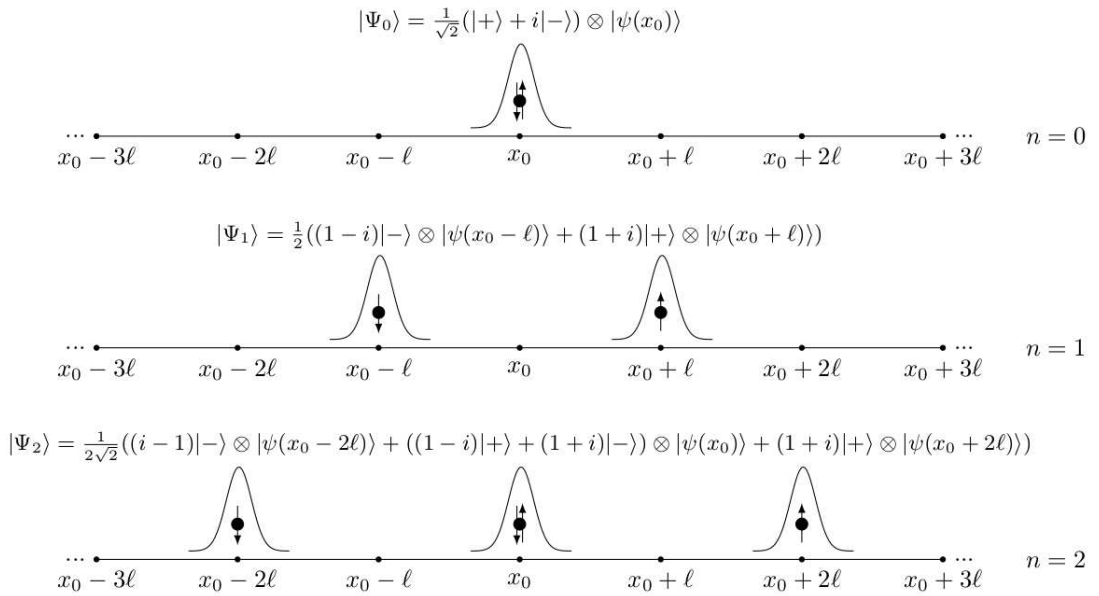 |Ψ₀⟩ = 1/√2(|+⟩ + i|−⟩) ⊗ |ψ(x₀)⟩
... ... n = 0
x₀ − 3ℓ x₀ − 2ℓ x₀ − ℓ x₀ x₀ + ℓ x₀ + 2ℓ x₀ + 3ℓ
|Ψ₁⟩ = 1/2((1 − i)|−⟩ ⊗ |ψ(x₀ − ℓ)⟩ + (1 + i)|+⟩ ⊗ |ψ(x₀ + ℓ)⟩)
... ... n = 1
x₀ − 3ℓ x₀ − 2ℓ x₀ − ℓ x₀ x₀ + ℓ x₀ + 2ℓ x₀ + 3ℓ
|Ψ₂⟩ = 1/2√2((i − 1)|−⟩ ⊗ |ψ(x₀ − 2ℓ)⟩ + ((1 − i)|+⟩ + (1 + i)|−⟩) ⊗ |ψ(x₀)⟩ + (1 + i)|+⟩ ⊗ |ψ(x₀ + 2ℓ)⟩)
... ... n = 2
x₀ − 3ℓ x₀ − 2ℓ x₀ − ℓ x₀ x₀ + ℓ x₀ + 2ℓ x₀ + 3ℓ